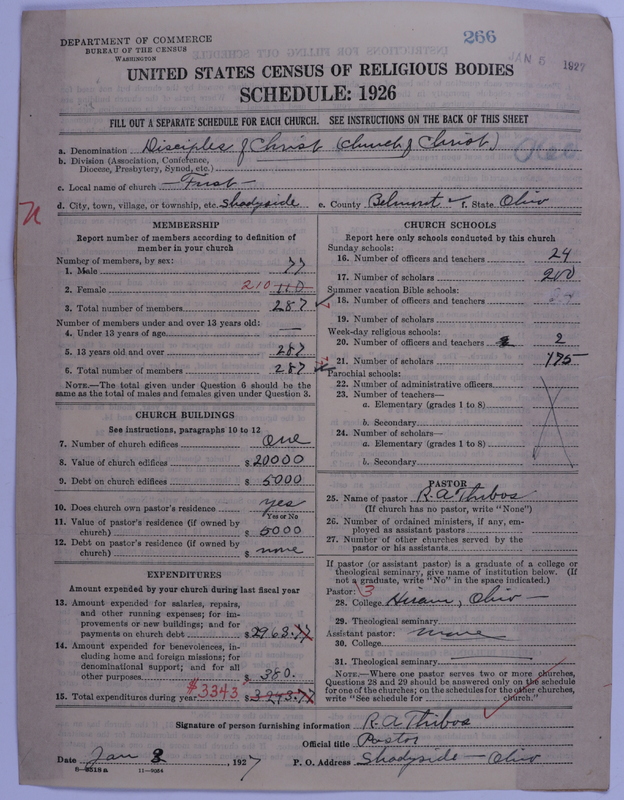 DEPARTMENT OF COMMERCE
BUREAU OF THE CENSUS
WASHINGTON
266
JAN 5 1927
UNITED STATES CENSUS OF RELIGIOUS BODIES
SCHEDULE: 1926
FILL OUT A SEPARATE SCHEDULE FOR EACH CHURCH. SEE INSTRUCTIONS ON THE BACK OF THIS SHEET
a. Denomination Disciples of Christ (Church of Christ)
b. Division (Association, Conference, Diocese, Presbytery, Synod, etc.)
c. Local name of church First
d. City, town, village, or township, etc. Shadyside e. County Belmont f. State Ohio
MEMBERSHIP
Report number of members according to definition of
member in your church
Number of members, by sex:
1. Male 77
2. Female 210 110
3. Total number of members 287
Number of members under and over 13 years old:
4. Under 13 years of age —
5. 13 years old and over 287
6. Total number of members 287
NOTE.—The total given under Question 6 should be the
same as the total of males and females given under Question 3.
CHURCH BUILDINGS
See instructions, paragraphs 10 to 12
7. Number of church edifices One
8. Value of church edifices $ 20000
9. Debt on church edifices $ 5000
10. Does church own pastor's residence yes
Yes or No
11. Value of pastor's residence (if owned by
church) $ 5000
12. Debt on pastor's residence (if owned by
church) $ none
EXPENDITURES
Amount expended by your church during last fiscal year
13. Amount expended for salaries, repairs,
and other running expenses; for im-
provements or new buildings; and for
payments on church debt $ 2963.77
14. Amount expended for benevolences, in-
cluding home and foreign missions; for
denominational support; and for all
other purposes $ 380.
#3343
15. Total expenditures during year $ 3243.77
CHURCH SCHOOLS
Report here only schools conducted by this church
Sunday schools:
16. Number of officers and teachers 24
17. Number of scholars 200
Summer vacation Bible schools:
18. Number of officers and teachers
19. Number of scholars
Week-day religious schools:
20. Number of officers and teachers 2
21. Number of scholars 175
Parochial schools:
22. Number of administrative officers
23. Number of teachers—
a. Elementary (grades 1 to 8)
b. Secondary
24. Number of scholars—
a. Elementary (grades 1 to 8)
b. Secondary
PASTOR
25. Name of pastor R. A Thibos
(If church has no pastor, write "None")
26. Number of ordained ministers, if any, em-
ployed as assistant pastors
27. Number of other churches served by the
pastor or his assistants
If pastor (or assistant pastor) is a graduate of a college or
theological seminary, give name of institution below. (If
not a graduate, write "No" in the space indicated.)
Pastor: 3
28. College Hiram, Ohio
29. Theological seminary
Assistant pastor: none
30. College
31. Theological seminary
NOTE.—Where one pastor serves two or more churches,
Questions 28 and 29 should be answered only on the schedule
for one of the churches; on the schedules for the other churches,
write "See schedule for church."
Signature of person furnishing information R. A Thibos
Official title Pastor
Date Jan 3, 1927 P. O. Address Shadyside — Ohio
6—8518 a 11—9054